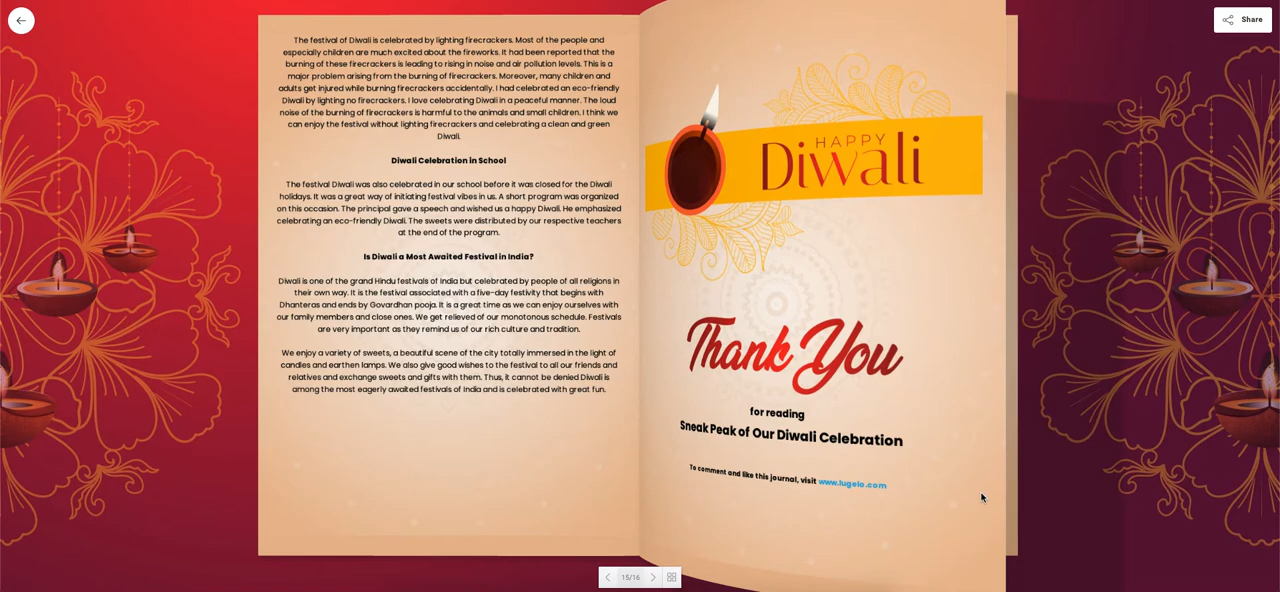 Share
The festival of Diwali is celebrated by lighting firecrackers. Most of the people and
especially children are much excited about the fireworks. It had been reported that the
burning of these firecrackers is leading to rising in noise and air pollution levels. This is a
major problem arising from the burning of firecrackers. Moreover, many children and
adults get injured while burning firecrackers accidentally. I had celebrated an eco-friendly
Diwali by lighting no firecrackers. I love celebrating Diwali in a peaceful manner. The loud
noise of the burning of firecrackers is harmful to the animals and small children. I think we
can enjoy the festival without lighting firecrackers and celebrating a clean and green
Diwali.
Diwali Celebration in School
The festival Diwali was also celebrated in our school before it was closed for the Diwali
holidays. It was a great way of initiating festival vibes in us. A short program was organized
on this occasion. The principal gave a speech and wished us a happy Diwali. He emphasized
celebrating an eco-friendly Diwali. The sweets were distributed by our respective teachers
at the end of the program.
Is Diwali a Most Awaited Festival in India?
Diwali is one of the grand Hindu festivals of India but celebrated by people of all religions in
their own way. It is the festival associated with a five-day festivity that begins with
Dhanteras and ends by Govardhan pooja. It is a great time as we can enjoy ourselves with
our family members and close ones. We get relieved of our monotonous schedule. Festivals
are very important as they remind us of our rich culture and tradition.
We enjoy a variety of sweets, a beautiful scene of the city totally immersed in the light of
candles and earthen lamps. We also give good wishes to the festival to all our friends and
relatives and exchange sweets and gifts with them. Thus, it cannot be denied Diwali is
among the most eagerly awaited festivals of India and is celebrated with great fun.
HAPPY
Diwali
Thank You
for reading
Sneak Peak of Our Diwali Celebration
To comment and like this journal, visit www.lugelo.com
15/16